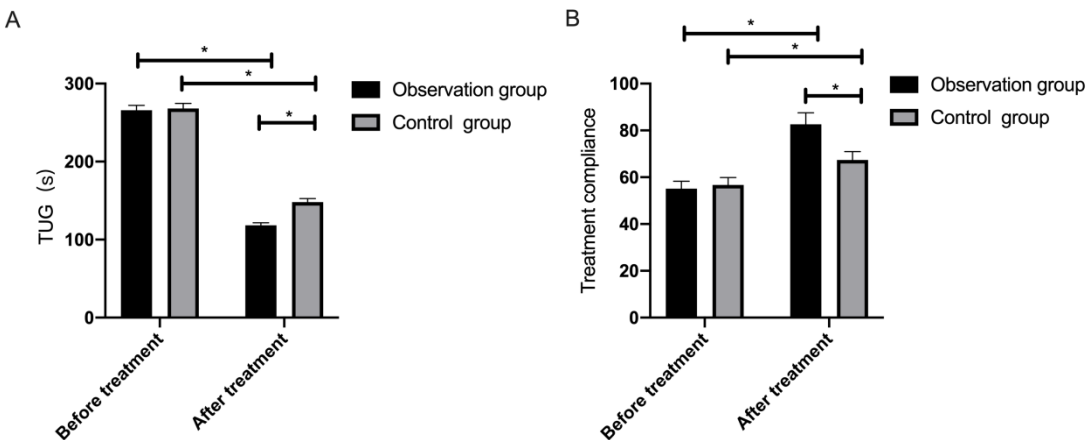 A
*
*
*
300
200
100
0
TUG (s)
Before treatment
After treatment
Observation group
Control group
B
*
*
*
100
80
60
40
20
0
Treatment compliance
Before treatment
After treatment
Observation group
Control group